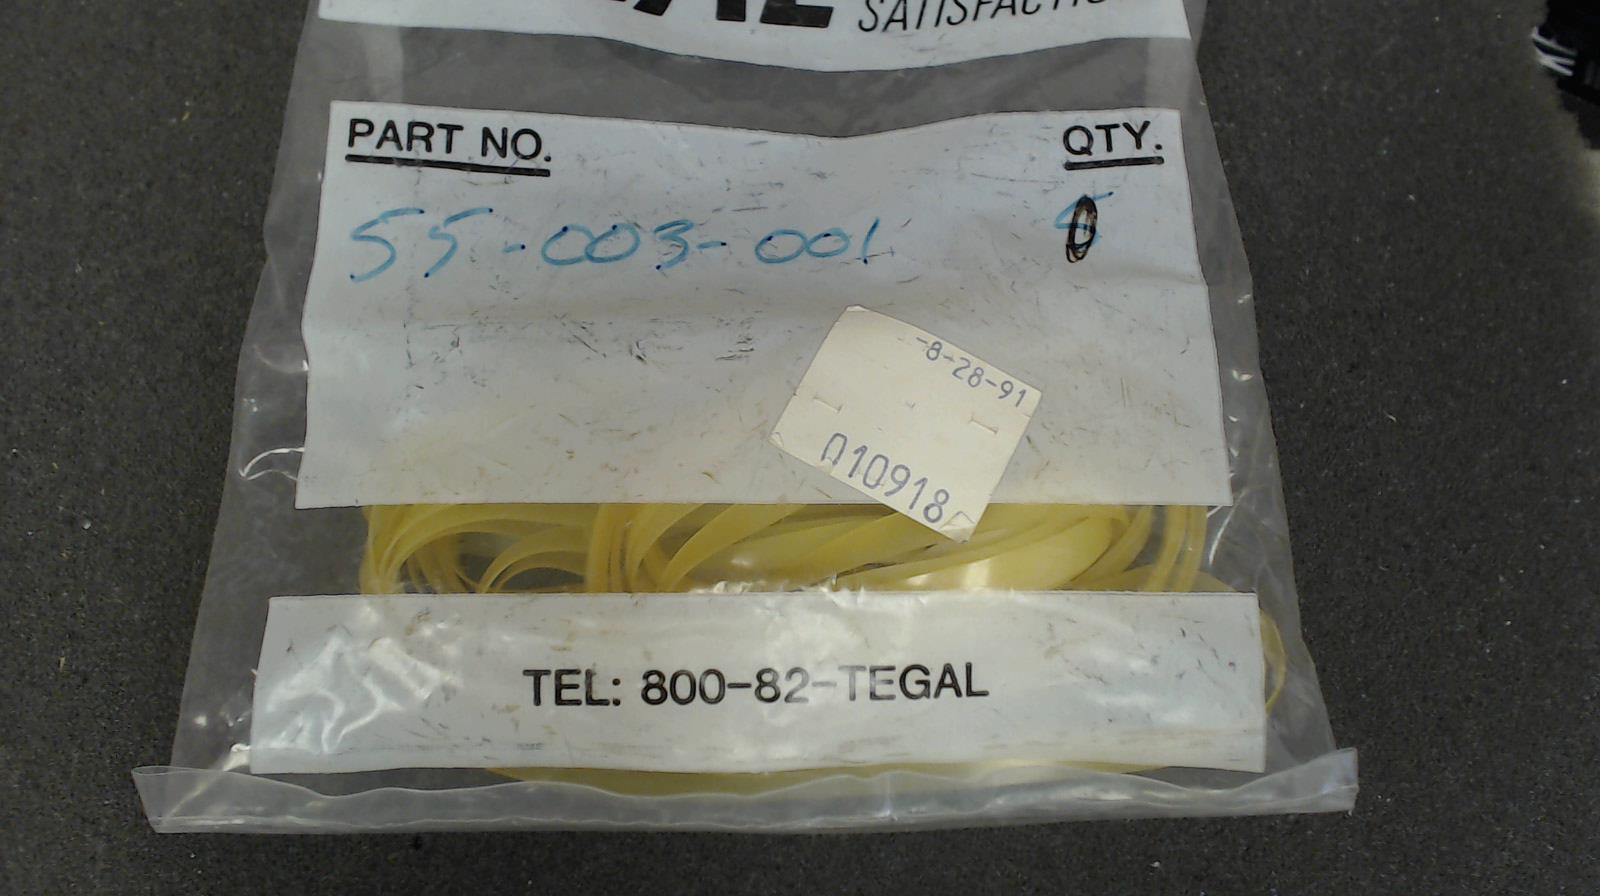 SATISFACTIO
PART NO.
QTY.
55-003-001
-8-28-91
010918
TEL: 800-82-TEGAL